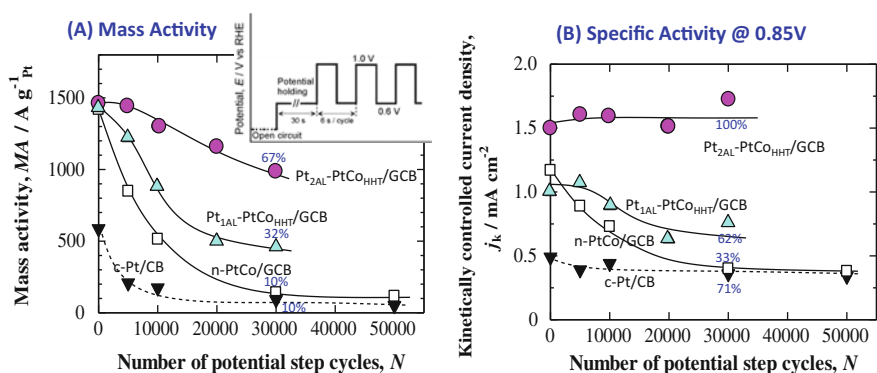 (A) Mass Activity
Mass activity, MA / A g⁻¹Pt
1500
1000
500
0
0 10000 20000 30000 40000 50000
Number of potential step cycles, N
67%
Pt2AL-PtCoHHT/GCB
Pt1AL-PtCoHHT/GCB
32%
n-PtCo/GCB
10%
c-Pt/CB
10%
Potential, E / V vs RHE
1.0 V
Potential
holding
0.6 V
30 s
6 s / cycle
Open circuit
(B) Specific Activity @ 0.85V
Kinetically controlled current density,
jk / mA cm⁻²
2.0
1.5
1.0
0.5
0.0
0 10000 20000 30000 40000 50000
Number of potential step cycles, N
100%
Pt2AL-PtCoHHT/GCB
Pt1AL-PtCoHHT/GCB
62%
n-PtCo/GCB
33%
c-Pt/CB
71%